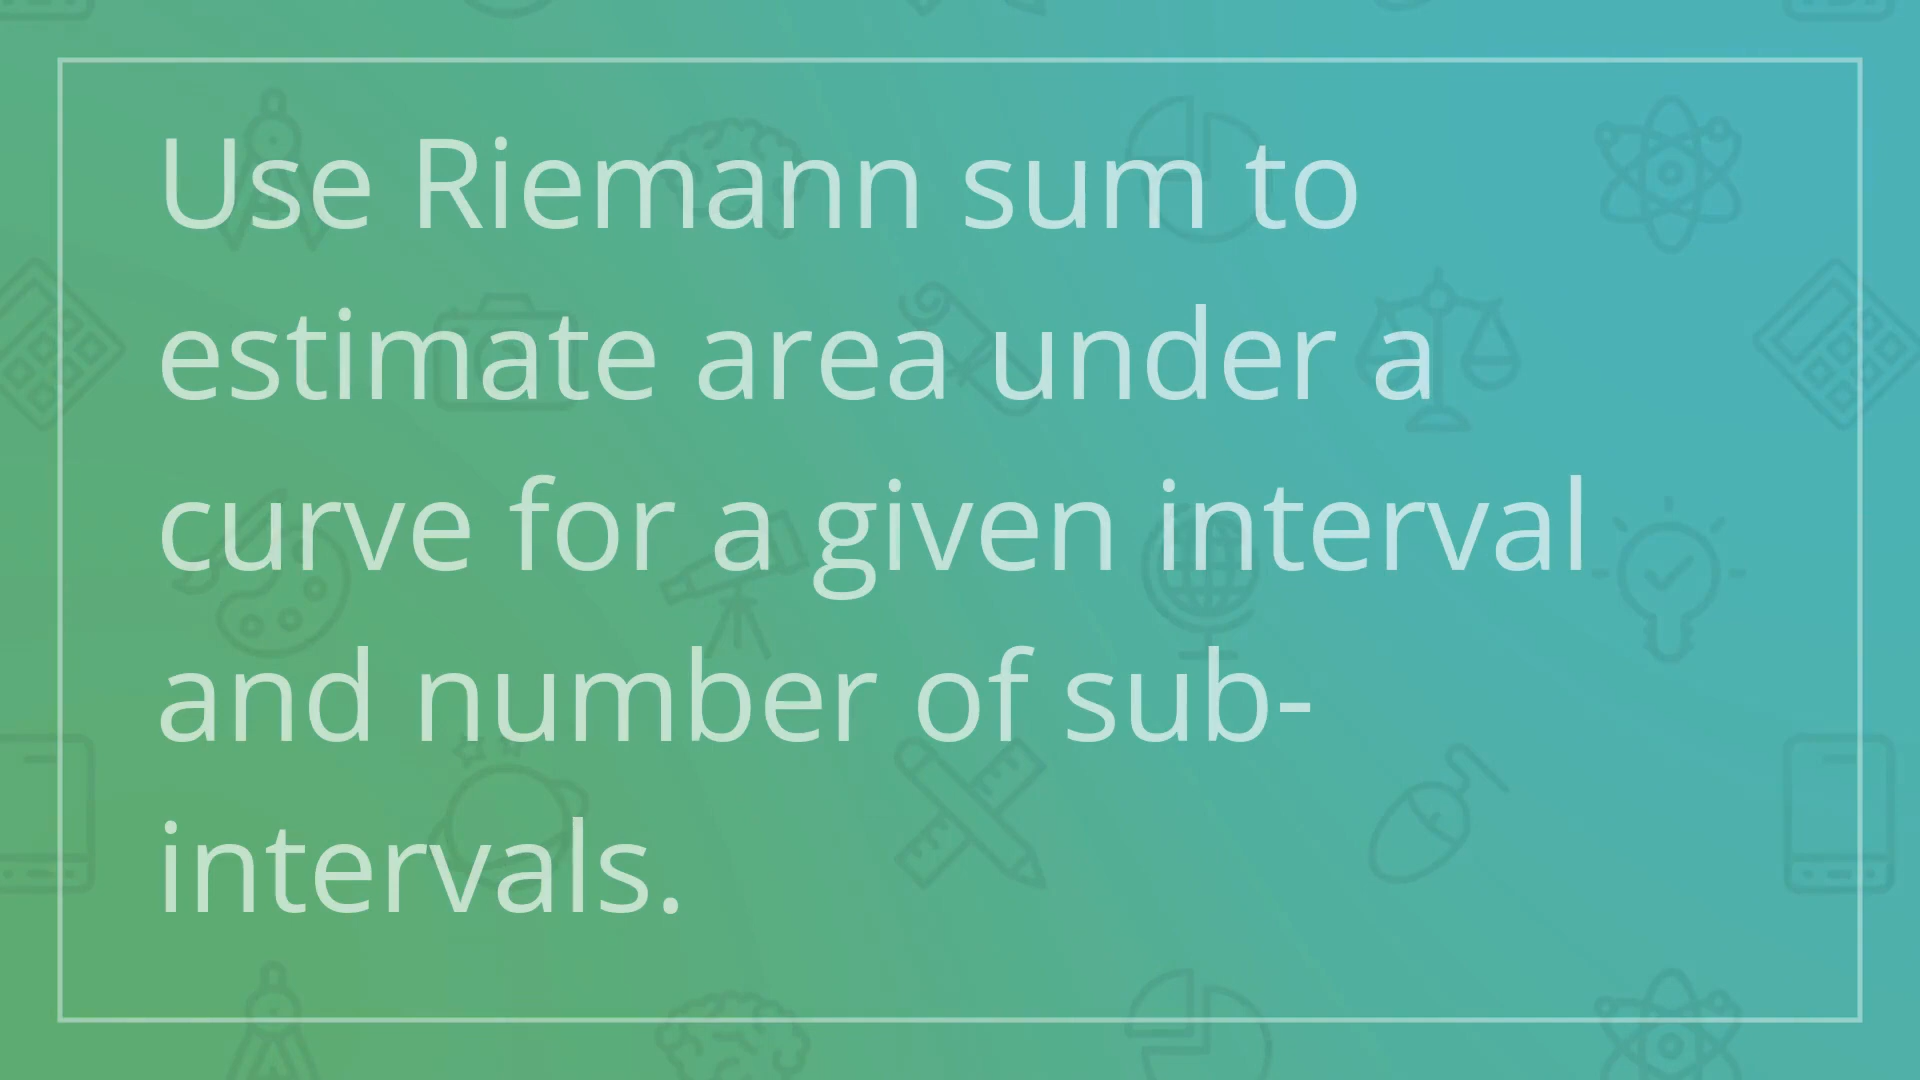 Use Riemann sum to
estimate area under a
curve for a given interval
and number of sub-
intervals.